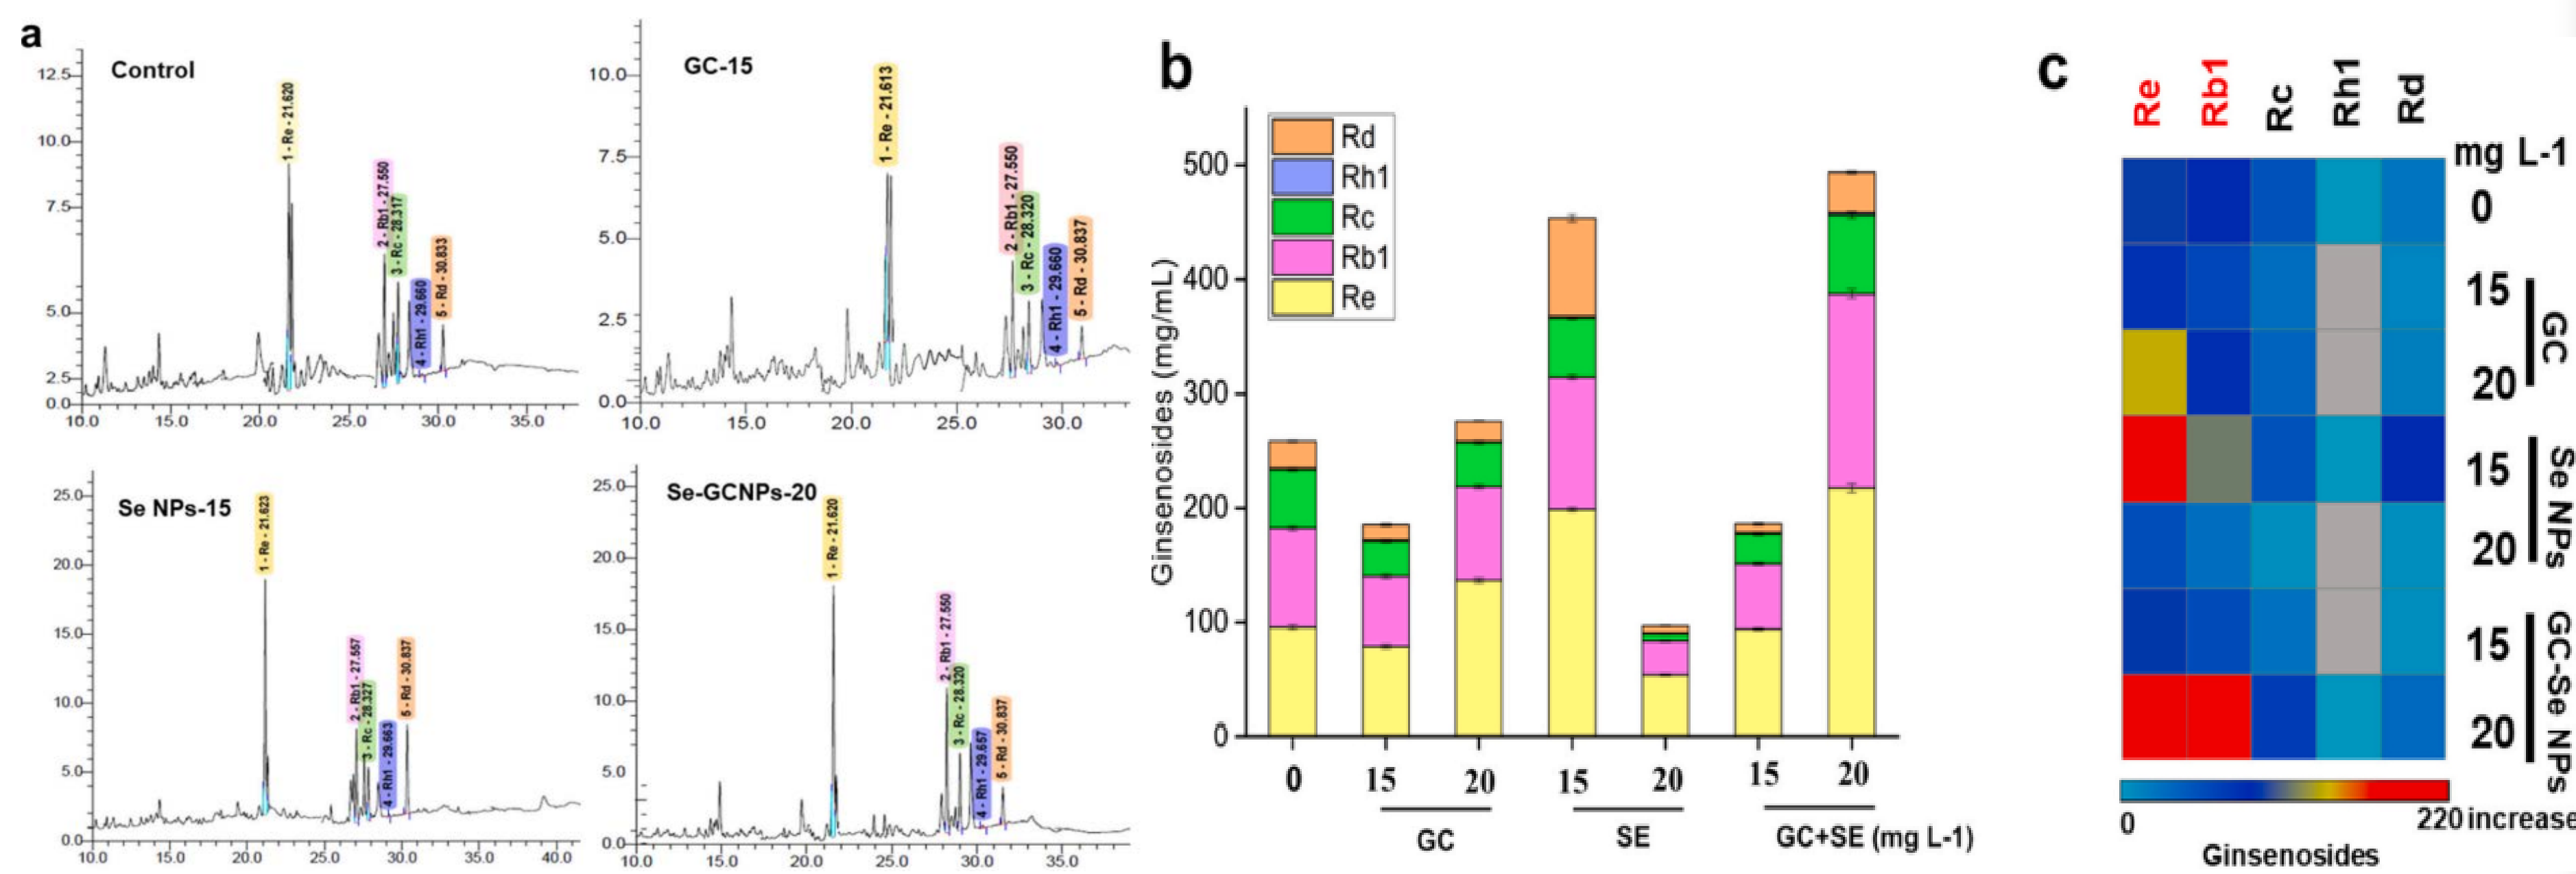 a
Control
12.5
10.0
7.5
5.0
2.5
0.0
10.0 15.0 20.0 25.0 30.0 35.0
1 - Re - 21.620
2 - Rb1 - 27.550
3 - Rc - 28.317
4 - Rh1 - 29.660
5 - Rd - 30.833
GC-15
10.0
7.5
5.0
2.5
0.0
10.0 15.0 20.0 25.0 30.0
1 - Re - 21.613
2 - Rb1 - 27.550
3 - Rc - 28.320
4 - Rh1 - 29.660
5 - Rd - 30.837
Se NPs-15
25.0
20.0
15.0
10.0
5.0
0.0
10.0 15.0 20.0 25.0 30.0 35.0 40.0
1 - Re - 21.623
2 - Rb1 - 27.557
3 - Rc - 28.327
4 - Rh1 - 29.663
5 - Rd - 30.837
Se-GCNPs-20
25.0
20.0
15.0
10.0
5.0
0.0
10.0 15.0 20.0 25.0 30.0 35.0
1 - Re - 21.620
2 - Rb1 - 27.550
3 - Rc - 28.320
4 - Rh1 - 29.657
5 - Rd - 30.837
b
Ginsenosides (mg/mL)
500
400
300
200
100
0
Rd
Rh1
Rc
Rb1
Re
0 15 20 15 20 15 20
GC SE GC+SE (mg L-1)
c
Re Rb1 Rc Rh1 Rd
mg L-1
0
15
20
GC
15
20
Se NPs
15
20
GC-Se NPs
0 220 increase
Ginsenosides